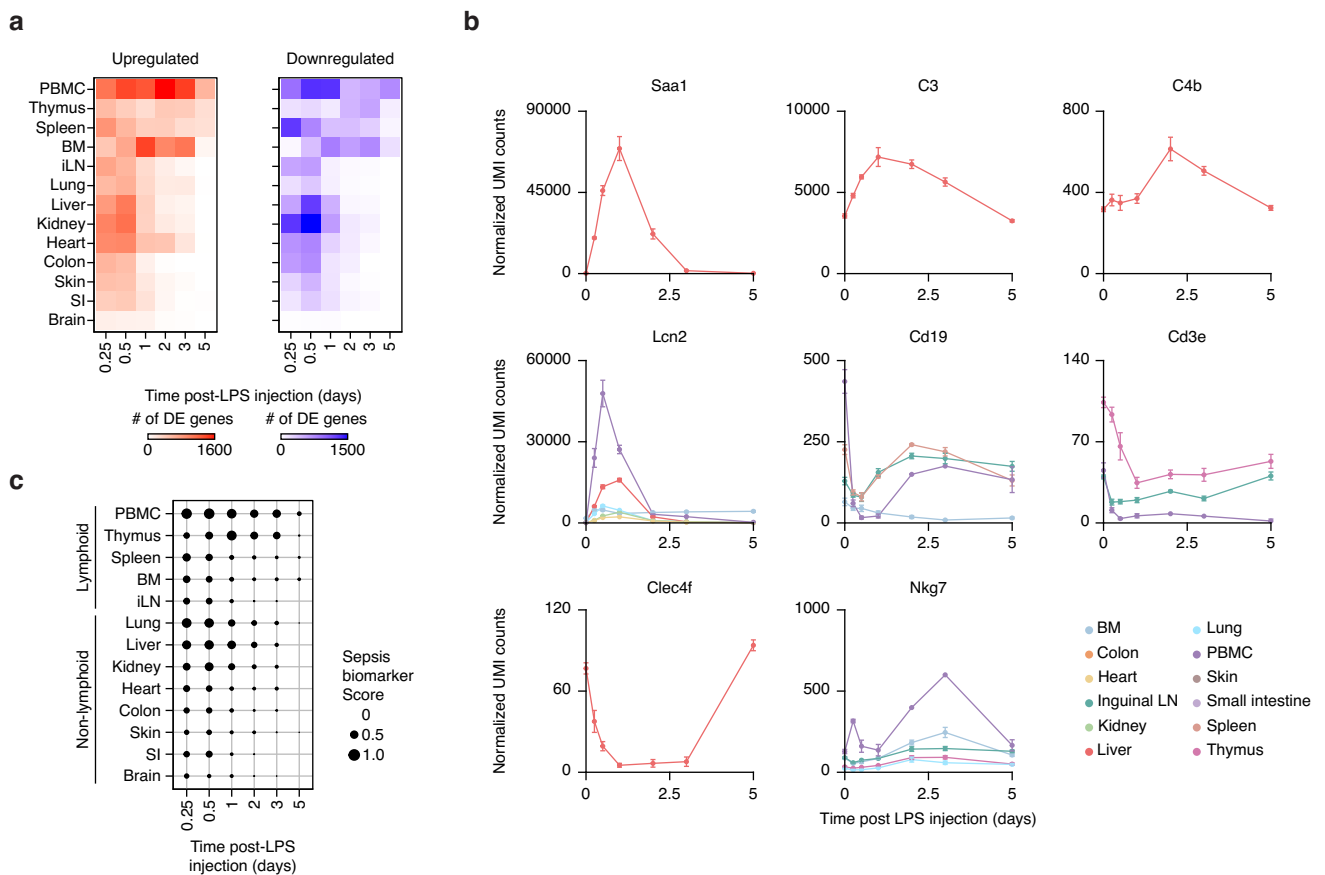 a
Upregulated
Downregulated
PBMC
Thymus
Spleen
BM
iLN
Lung
Liver
Kidney
Heart
Colon
Skin
SI
Brain
0.25 0.5 1 2 3 5
0.25 0.5 1 2 3 5
Time post-LPS injection (days)
# of DE genes # of DE genes
0 1600 0 1500
b
Saa1
Normalized UMI counts
90000
45000
0
0 2.5 5
C3
10000
5000
0
0 2.5 5
C4b
800
400
0
0 2.5 5
Lcn2
Normalized UMI counts
60000
30000
0
0 2.5 5
Cd19
500
250
0
0 2.5 5
Cd3e
140
70
0
0 2.5 5
Clec4f
Normalized UMI counts
120
60
0
0 2.5 5
Nkg7
1000
500
0
0 2.5 5
Time post LPS injection (days)
BM
Colon
Heart
Inguinal LN
Kidney
Liver
Lung
PBMC
Skin
Small intestine
Spleen
Thymus
c
Lymphoid
PBMC
Thymus
Spleen
BM
iLN
Non-lymphoid
Lung
Liver
Kidney
Heart
Colon
Skin
SI
Brain
0.25 0.5 1 2 3 5
Time post-LPS
injection (days)
Sepsis
biomarker
Score
0
0.5
1.0